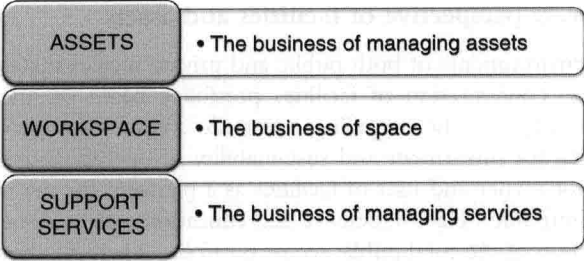 ASSETS
• The business of managing assets
WORKSPACE
• The business of space
SUPPORT
SERVICES
• The business of managing services